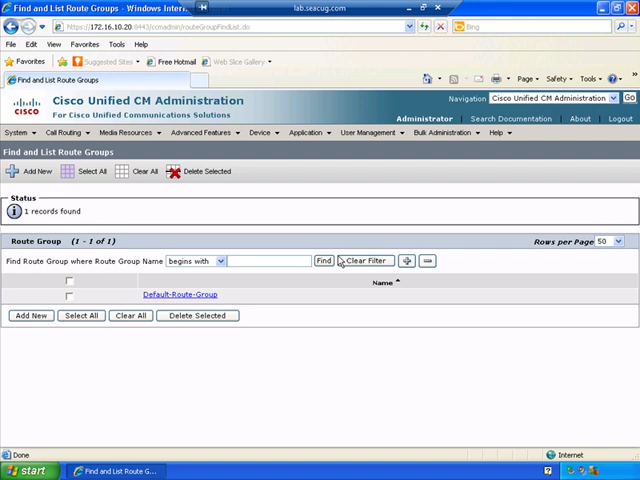 Find and List Route Groups - Windows Intern
lab.seacug.com
https://172.16.10.20:8443/ccmadmin/routeGroupFindList.do
Bing
File Edit View Favorites Tools Help
Favorites Suggested Sites Free Hotmail Web Slice Gallery
Find and List Route Groups
Page Safety Tools
Cisco Unified CM Administration
Navigation Cisco Unified CM Administration Go
CISCO For Cisco Unified Communications Solutions
Administrator Search Documentation About Logout
System Call Routing Media Resources Advanced Features Device Application User Management Bulk Administration Help
Find and List Route Groups
Add New Select All Clear All Delete Selected
Status
1 records found
Route Group (1 - 1 of 1) Rows per Page 50
Find Route Group where Route Group Name begins with Find Clear Filter
Name
Default-Route-Group
Add New Select All Clear All Delete Selected
Done Internet
start Find and List Route G...